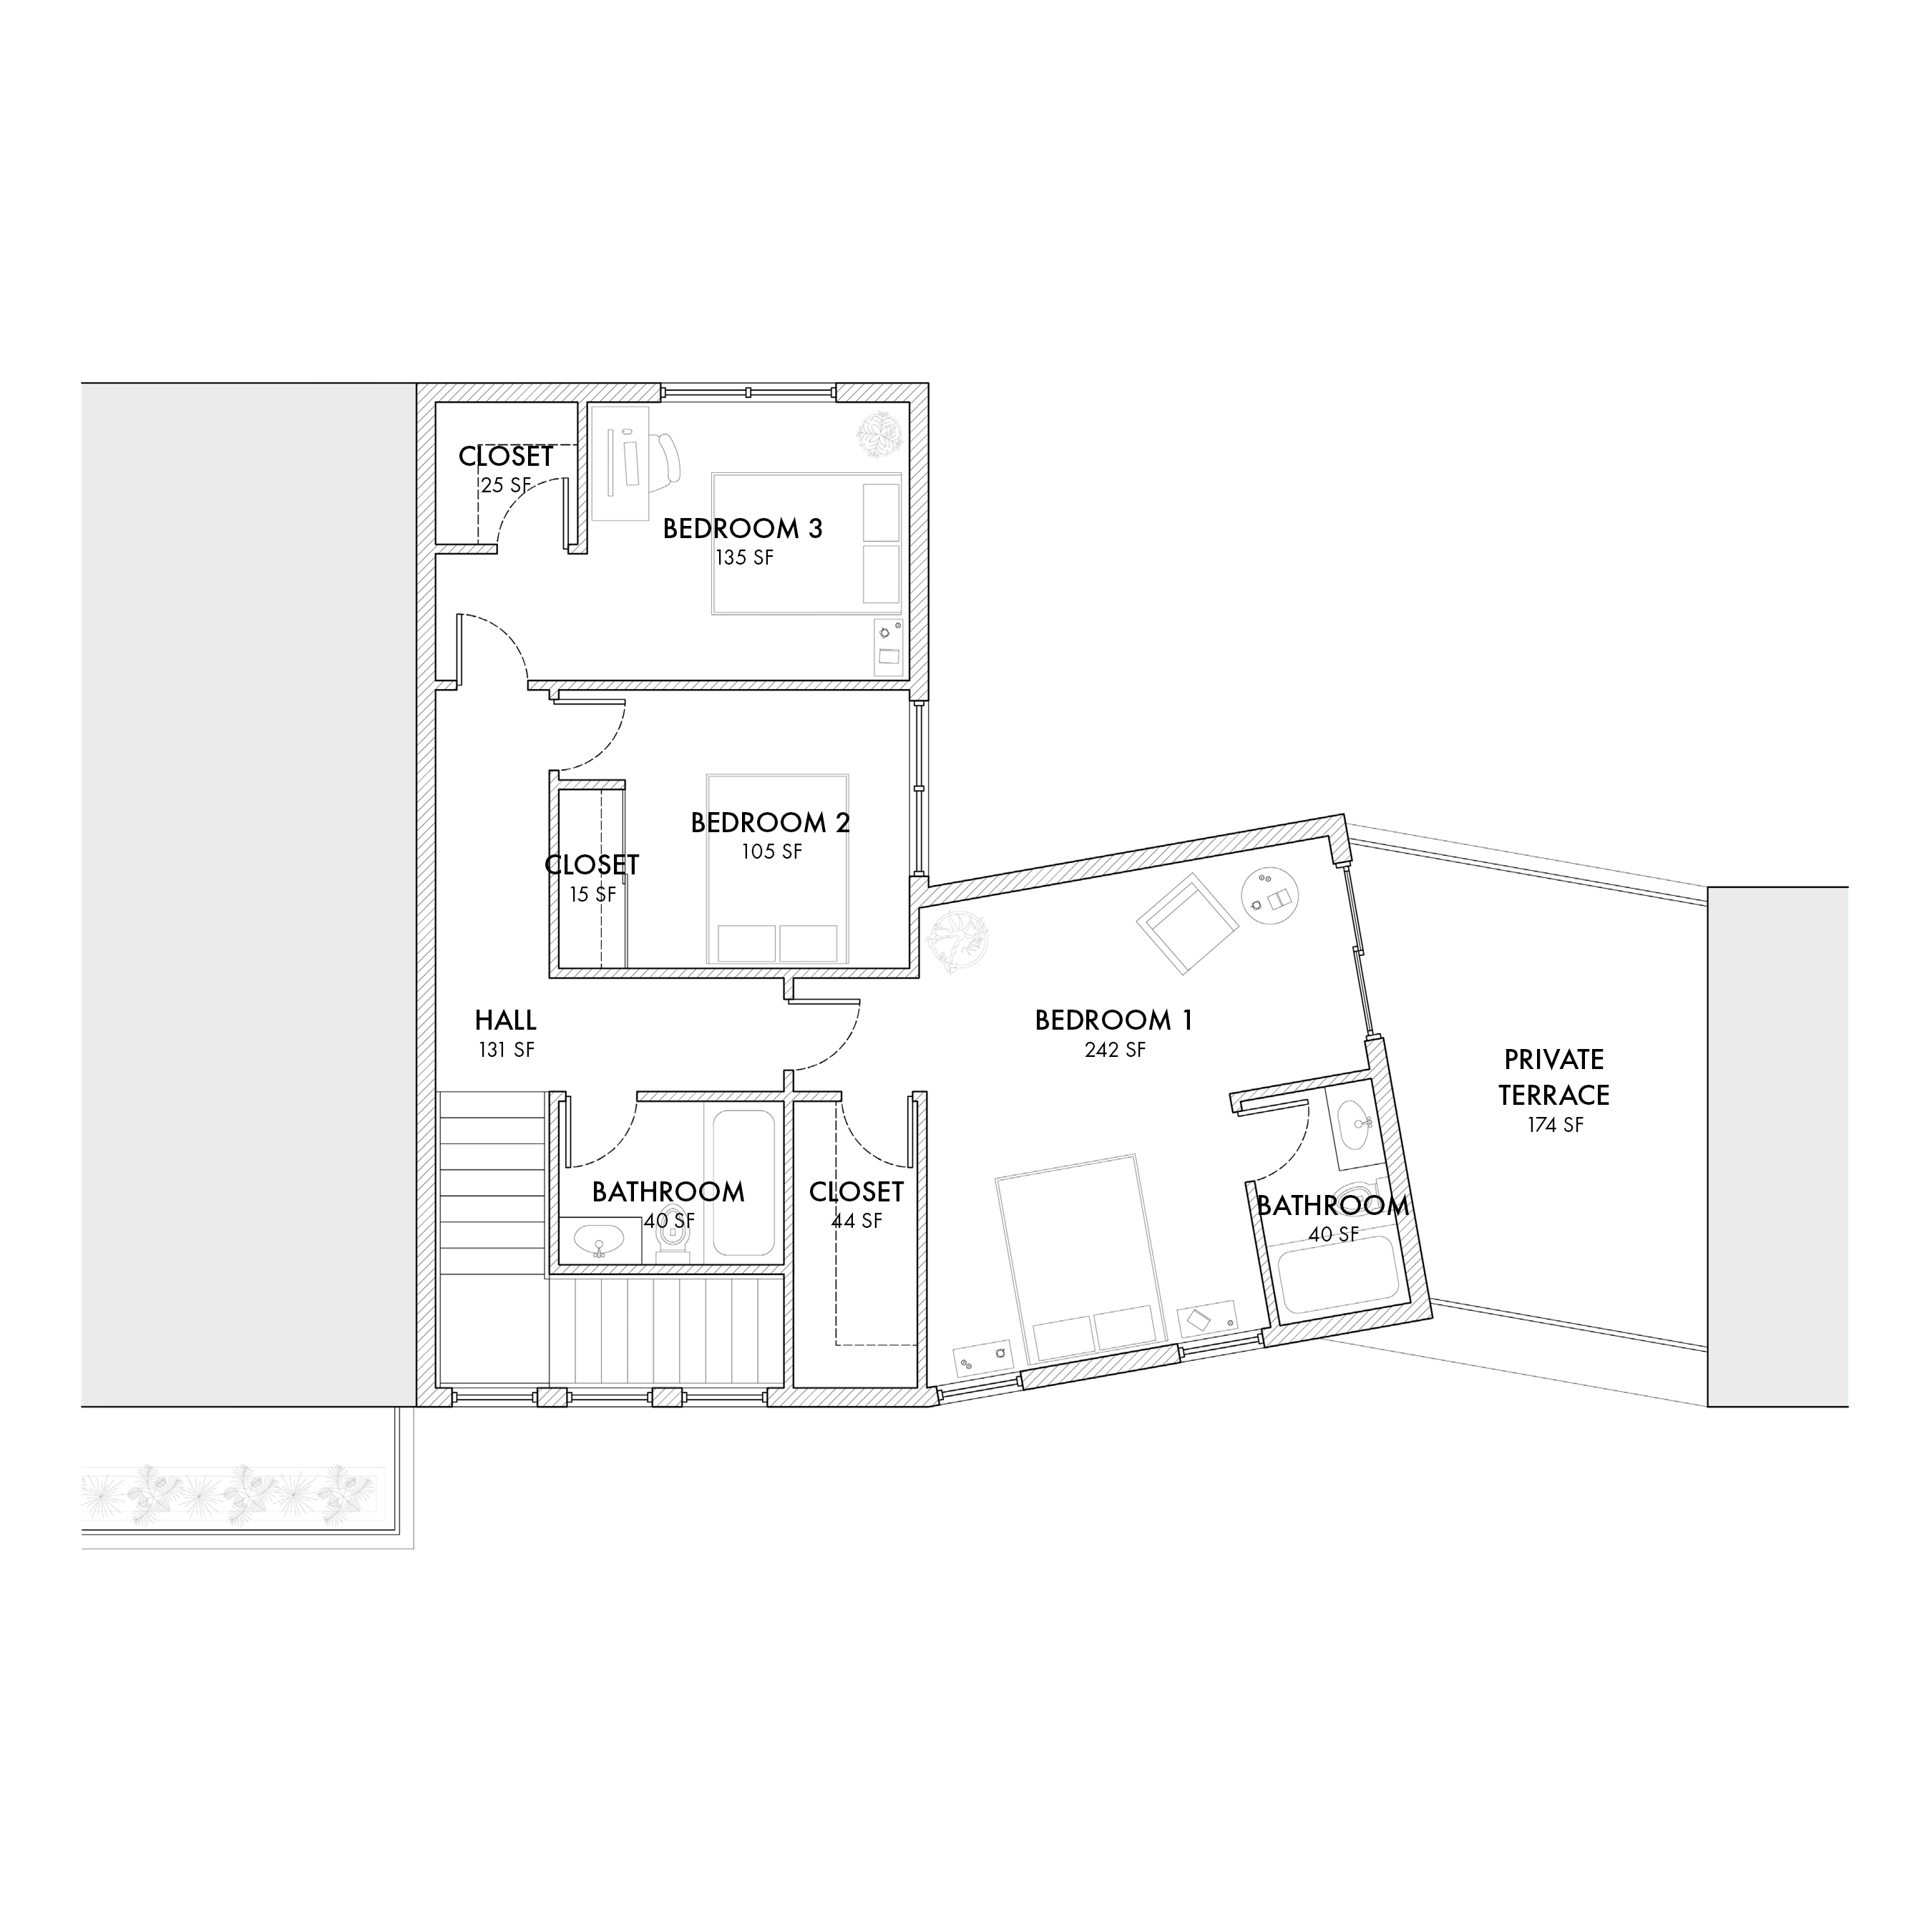 CLOSET
25 SF
BEDROOM 3
135 SF
BEDROOM 2
105 SF
CLOSET
15 SF
HALL
131 SF
BEDROOM 1
242 SF
PRIVATE
TERRACE
174 SF
BATHROOM
40 SF
CLOSET
44 SF
BATHROOM
40 SF